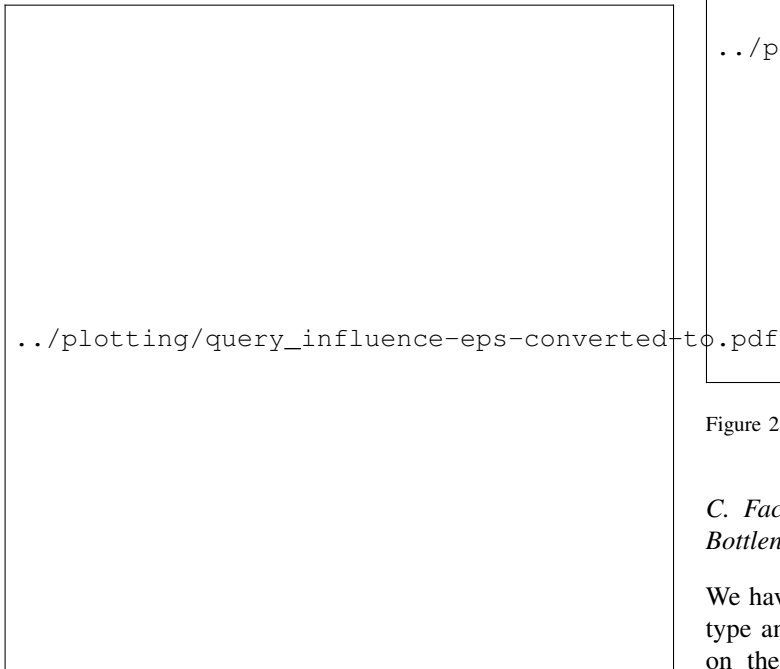 ../plotting/query_influence-eps-converted-to.pdf
../p
Figure 2
C. Fac
Bottlen
We hav
type an
on the